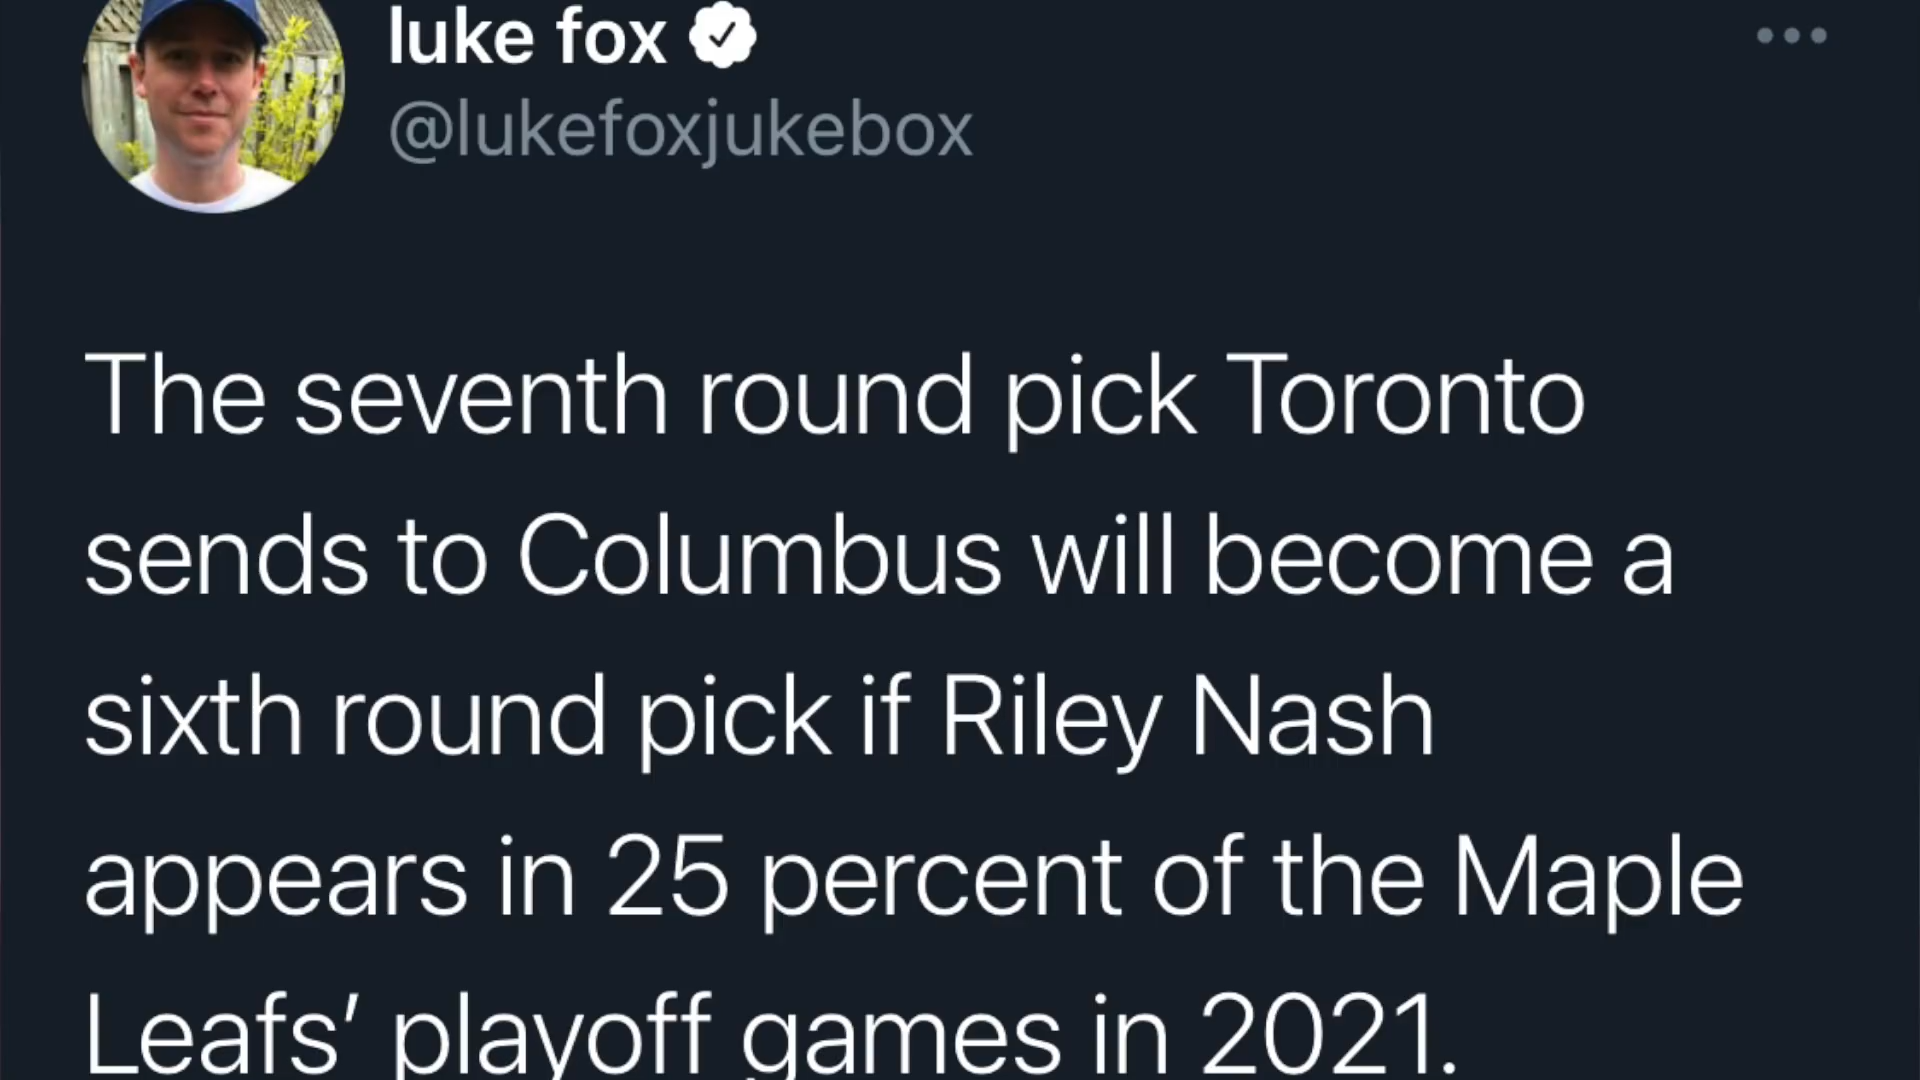 luke fox
@lukefoxjukebox
The seventh round pick Toronto
sends to Columbus will become a
sixth round pick if Riley Nash
appears in 25 percent of the Maple
Leafs’ playoff games in 2021.